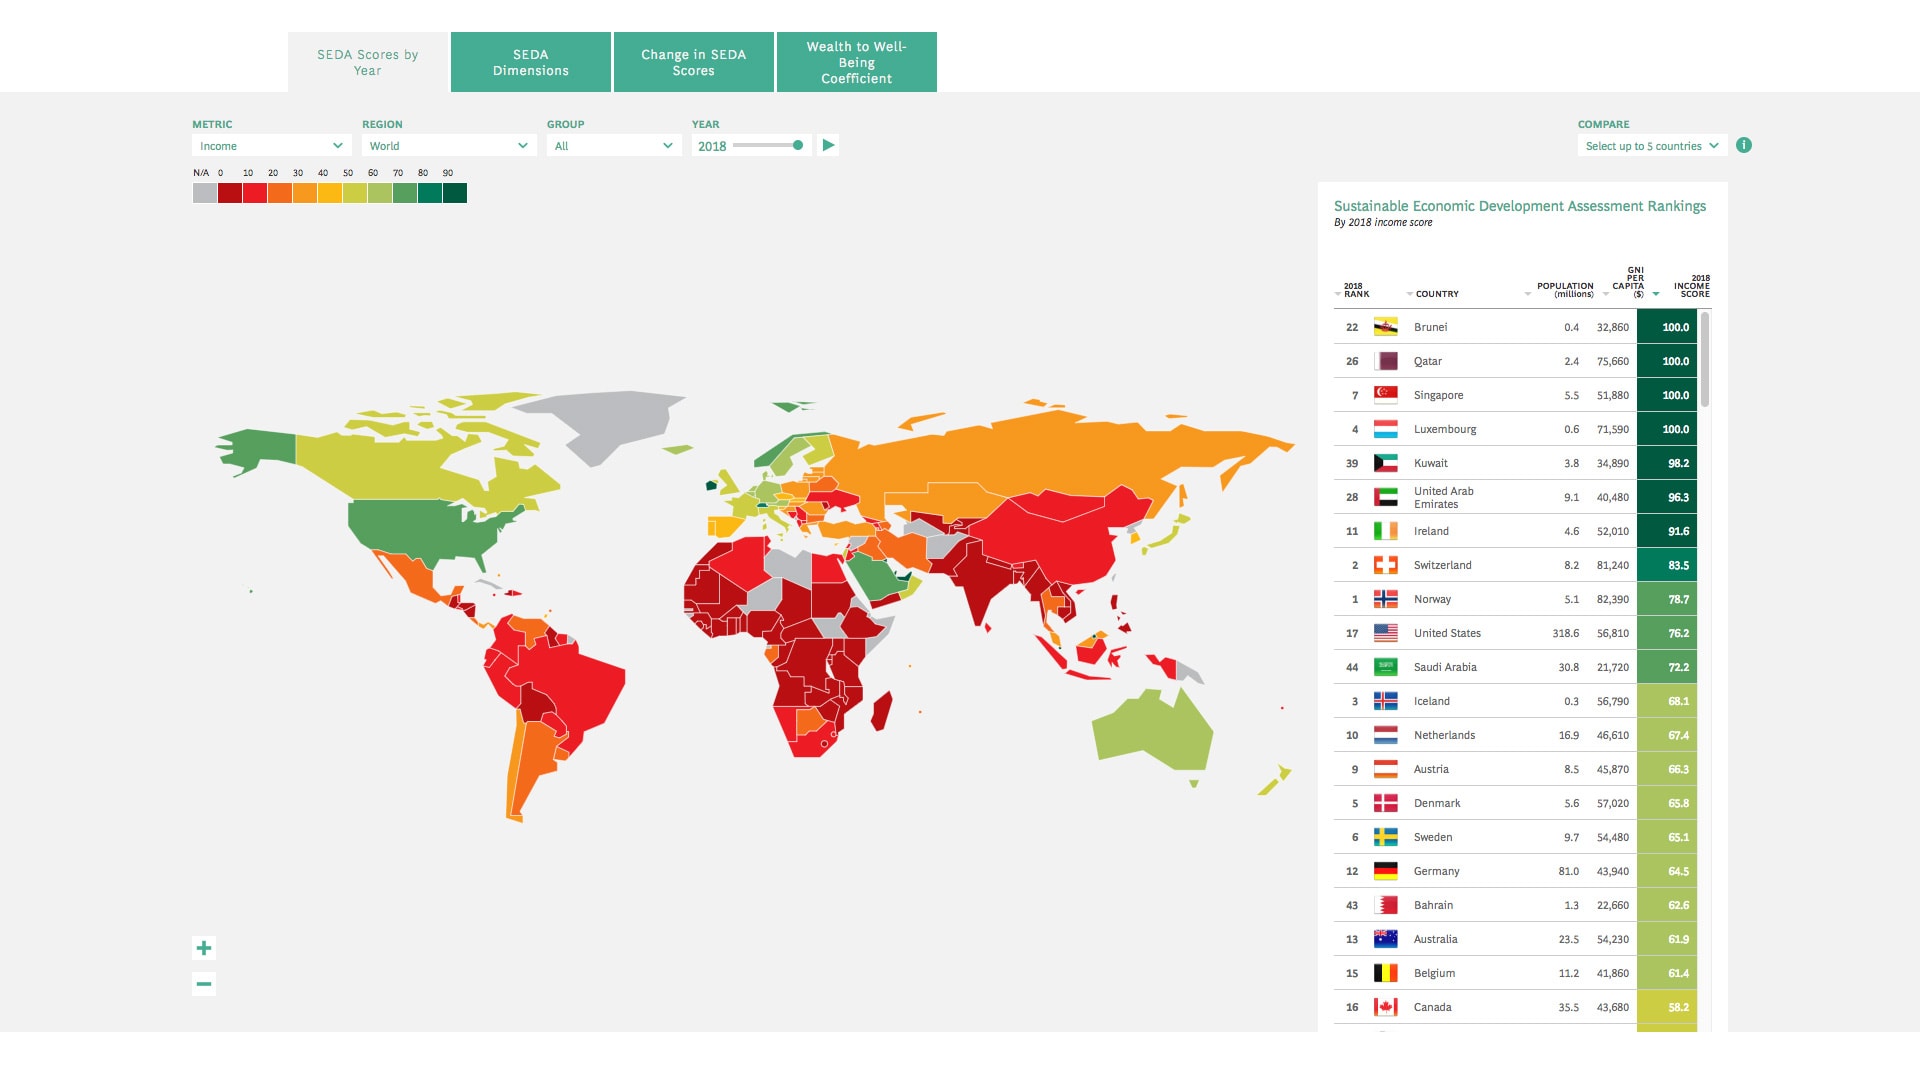 SEDA Scores by
Year
SEDA
Dimensions
Change in SEDA
Scores
Wealth to Well-
Being
Coefficient
METRIC
REGION
GROUP
YEAR
COMPARE
Income
World
All
2018
Select up to 5 countries
i
N/A 0 10 20 30 40 50 60 70 80 90
Sustainable Economic Development Assessment Rankings
By 2018 income score
2018
RANK
COUNTRY
POPULATION
(millions)
GNI
PER
CAPITA
($)
2018
INCOME
SCORE
22 Brunei 0.4 32,860 100.0
26 Qatar 2.4 75,660 100.0
7 Singapore 5.5 51,880 100.0
4 Luxembourg 0.6 71,590 100.0
39 Kuwait 3.8 34,890 98.2
28 United Arab
Emirates 9.1 40,480 96.3
11 Ireland 4.6 52,010 91.6
2 Switzerland 8.2 81,240 83.5
1 Norway 5.1 82,390 78.7
17 United States 318.6 56,810 76.2
44 Saudi Arabia 30.8 21,720 72.2
3 Iceland 0.3 56,790 68.1
10 Netherlands 16.9 46,610 67.4
9 Austria 8.5 45,870 66.3
5 Denmark 5.6 57,020 65.8
6 Sweden 9.7 54,480 65.1
12 Germany 81.0 43,940 64.5
43 Bahrain 1.3 22,660 62.6
13 Australia 23.5 54,230 61.9
15 Belgium 11.2 41,860 61.4
16 Canada 35.5 43,680 58.2